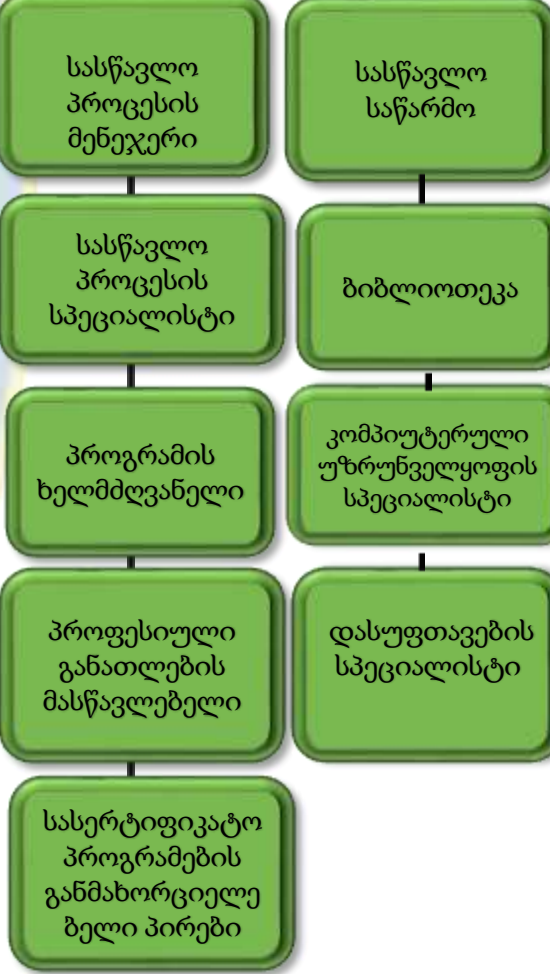 სასწავლო
პროცესის
მენეჯერი
სასწავლო
პროცესის
სპეციალისტი
პროგრამის
ხელმძღვანელი
პროფესიული
განათლების
მასწავლებელი
სასერტიფიკატო
პროგრამების
განმახორციელე
ბელი პირები
სასწავლო
საწარმო
ბიბლიოთეკა
კომპიუტერული
უზრუნველყოფის
სპეციალისტი
დასუფთავების
სპეციალისტი